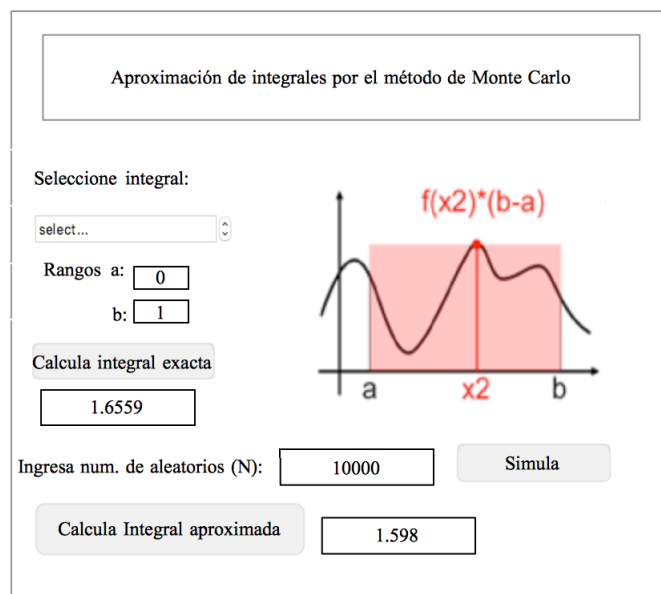 Aproximación de integrales por el método de Monte Carlo
Seleccione integral:
select...
Rangos a: 0
b: 1
Calcula integral exacta
1.6559
f(x2)*(b-a)
a x2 b
Ingresa num. de aleatorios (N): 10000 Simula
Calcula Integral aproximada 1.598